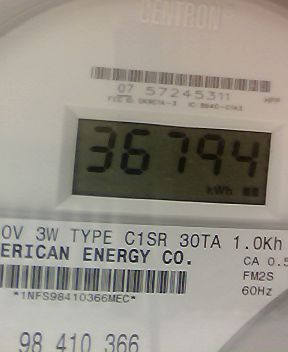 CENTRON
07 57245311
36794
kWh
0V 3W TYPE C1SR 30TA 1.0Kh
ERICAN ENERGY CO.
CA 0.5
FM2S
60Hz
*1NFS98410366MEC*
98 410 366